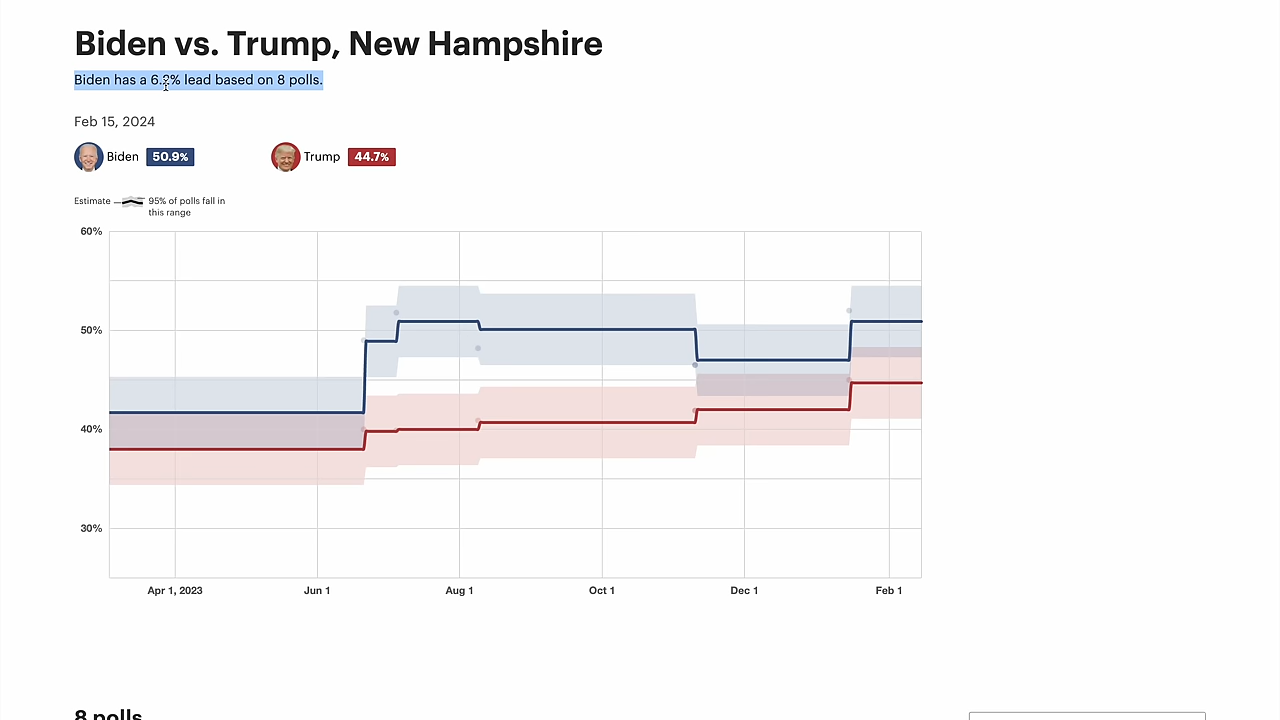 Biden vs. Trump, New Hampshire
Biden has a 6.2% lead based on 8 polls.
Feb 15, 2024
Biden 50.9% Trump 44.7%
Estimate 95% of polls fall in
this range
60%
50%
40%
30%
Apr 1, 2023 Jun 1 Aug 1 Oct 1 Dec 1 Feb 1
8 polls